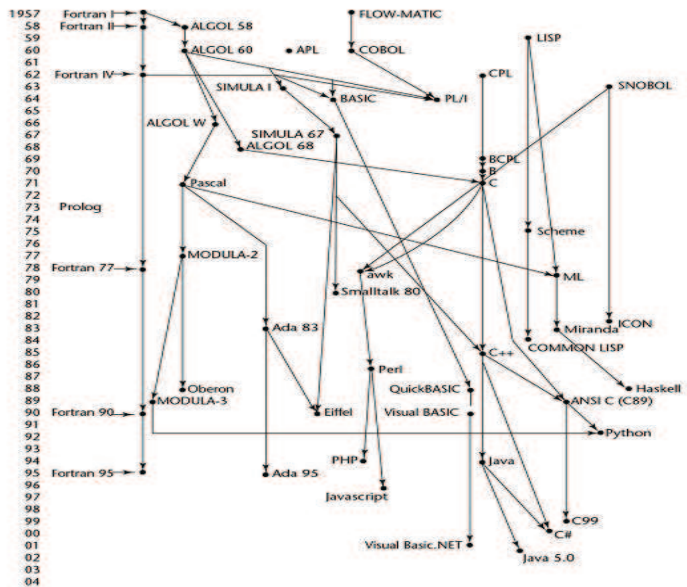 19S7 Fortran I FLOW-MATIC
58 Fortran II ALGOL 58
59 LISP
60 ALGOL 60 APL COBOL
61
62 Fortran IV CPL
63 SIMULA I SNOBOL
64 BASIC PL/I
66 ALGOL W
67 SIMULA 67
68 ALGOL 68
69 BCPL
70 B
71 Pascal C
72
73 Prolog
74
75 Scheme
76
77 MODULA-2
78 Fortran 77 awk ML
80 Smalltalk 80
81
82 ICON
83 Ada 83 Miranda
84 COMMON LISP
85 C++
86 Perl
87
88 Oberon QuickBASIC Haskell
89 MODULA-3 ANSI C (C89)
90 Fortran 90 Eiffel Visual BASIC
91
92 Python
93
94 PHP Java
95 Fortran 95 Ada 95
96 Javascript
97
98
99 C99
00 C#
01 Visual Basic.NET
02 Java 5.0
03
04